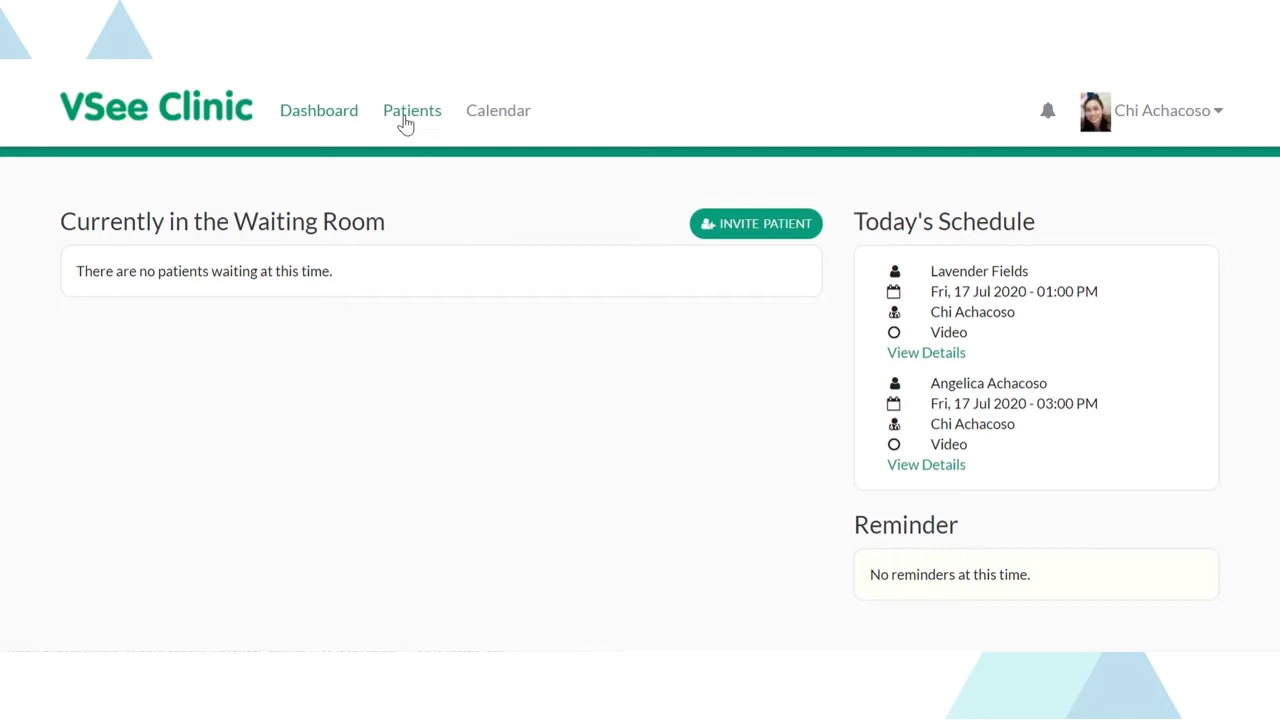 VSee Clinic
Dashboard
Patients
Calendar
Chi Achacoso
Currently in the Waiting Room
INVITE PATIENT
There are no patients waiting at this time.
Today's Schedule
Lavender Fields
Fri, 17 Jul 2020 - 01:00 PM
Chi Achacoso
Video
View Details
Angelica Achacoso
Fri, 17 Jul 2020 - 03:00 PM
Chi Achacoso
Video
View Details
Reminder
No reminders at this time.